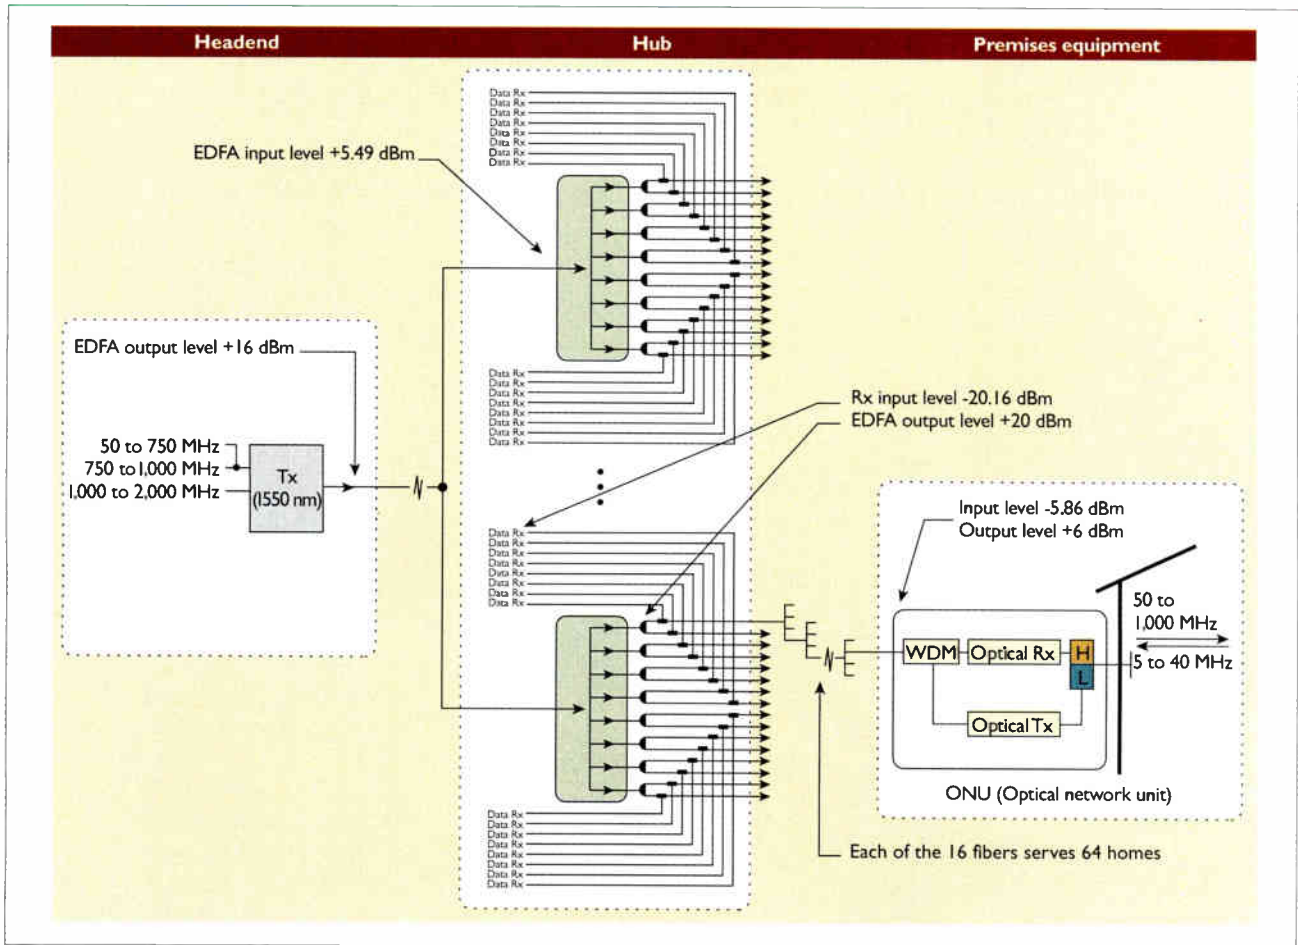 Headend
Hub
Premises equipment
Data Rx
Data Rx
Data Rx
Data Rx
Data Rx
Data Rx
Data Rx
Data Rx
EDFA input level +5.49 dBm
EDFA output level +16 dBm
Data Rx
Data Rx
Data Rx
Data Rx
Data Rx
Data Rx
Data Rx
Data Rx
Rx input level -20.16 dBm
EDFA output level +20 dBm
50 to 750 MHz
750 to 1,000 MHz
1,000 to 2,000 MHz
Tx
(1550 nm)
Data Rx
Data Rx
Data Rx
Data Rx
Data Rx
Data Rx
Data Rx
Data Rx
Input level -5.86 dBm
Output level +6 dBm
50 to
1,000 MHz
5 to 40 MHz
WDM
Optical Rx
H
L
Optical Tx
ONU (Optical network unit)
Data Rx
Data Rx
Data Rx
Data Rx
Data Rx
Data Rx
Data Rx
Data Rx
Each of the 16 fibers serves 64 homes